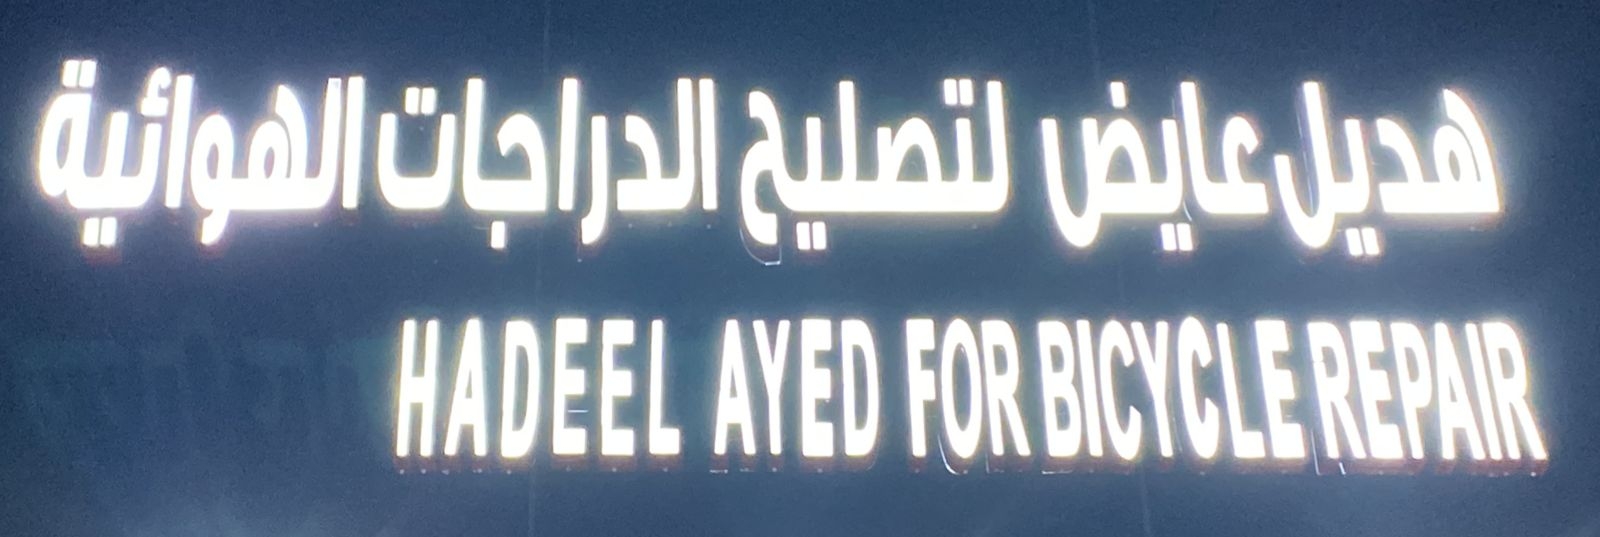 هديل عايض لتصليح الدراجات الهوائية
HADEEL AYED FOR BICYCLE REPAIR